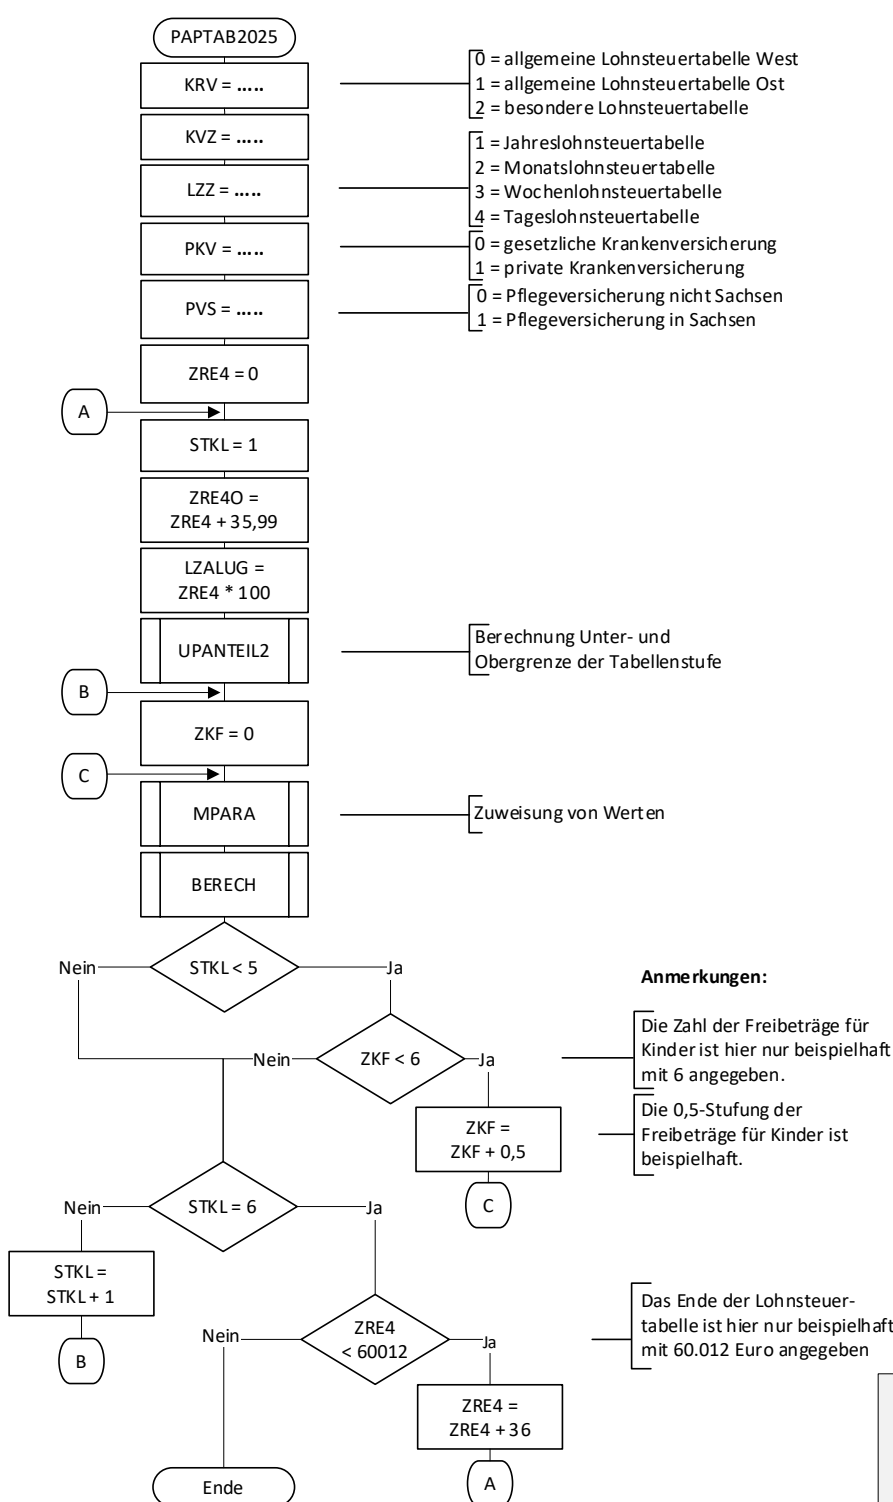 PAPTAB2025
KRV = .....
0 = allgemeine Lohnsteuertabelle West
1 = allgemeine Lohnsteuertabelle Ost
2 = besondere Lohnsteuertabelle
KVZ = .....
LZZ = .....
1 = Jahreslohnsteuertabelle
2 = Monatslohnsteuertabelle
3 = Wochenlohnsteuertabelle
4 = Tageslohnsteuertabelle
PKV = .....
0 = gesetzliche Krankenversicherung
1 = private Krankenversicherung
PVS = .....
0 = Pflegeversicherung nicht Sachsen
1 = Pflegeversicherung in Sachsen
ZRE4 = 0
A
STKL = 1
ZRE4O =
ZRE4 + 35,99
LZALUG =
ZRE4 * 100
UPANTEIL2
Berechnung Unter- und
Obergrenze der Tabellenstufe
B
ZKF = 0
C
MPARA
Zuweisung von Werten
BERECH
Nein
STKL < 5
Ja
Anmerkungen:
Nein
ZKF < 6
Ja
Die Zahl der Freibeträge für
Kinder ist hier nur beispielhaft
mit 6 angegeben.
ZKF =
ZKF + 0,5
Die 0,5-Stufung der
Freibeträge für Kinder ist
beispielhaft.
C
Nein
STKL = 6
Ja
STKL =
STKL + 1
B
Nein
ZRE4
< 60012
Ja
Das Ende der Lohnsteuer-
tabelle ist hier nur beispielhaft
mit 60.012 Euro angegeben
ZRE4 =
ZRE4 + 36
A
Ende